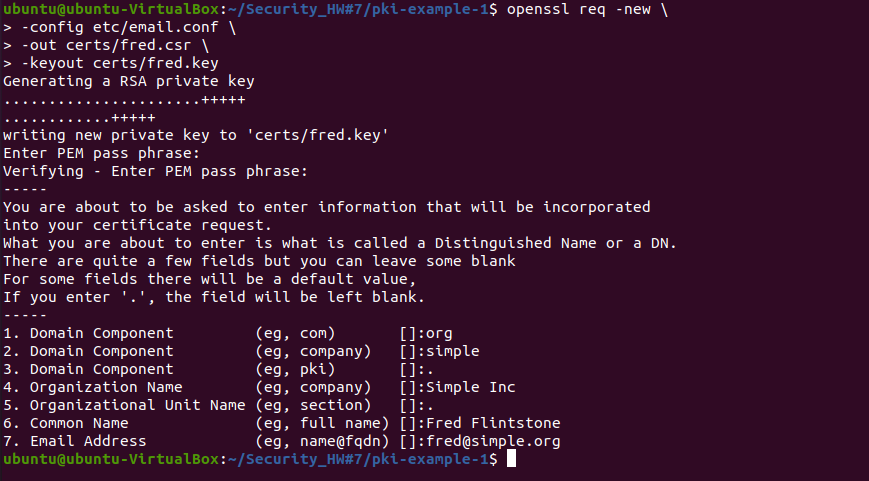 ubuntu@ubuntu-VirtualBox:~/Security_HW#7/pki-example-1$ openssl req -new \
> -config etc/email.conf \
> -out certs/fred.csr \
> -keyout certs/fred.key
Generating a RSA private key
......................+++++
............+++++
writing new private key to 'certs/fred.key'
Enter PEM pass phrase:
Verifying - Enter PEM pass phrase:
-----
You are about to be asked to enter information that will be incorporated
into your certificate request.
What you are about to enter is what is called a Distinguished Name or a DN.
There are quite a few fields but you can leave some blank
For some fields there will be a default value,
If you enter '.', the field will be left blank.
-----
1. Domain Component         (eg, com)       []:org
2. Domain Component         (eg, company)   []:simple
3. Domain Component         (eg, pki)       []:.
4. Organization Name        (eg, company)   []:Simple Inc
5. Organizational Unit Name (eg, section)   []:.
6. Common Name              (eg, full name) []:Fred Flintstone
7. Email Address            (eg, name@fqdn) []:fred@simple.org
ubuntu@ubuntu-VirtualBox:~/Security_HW#7/pki-example-1$